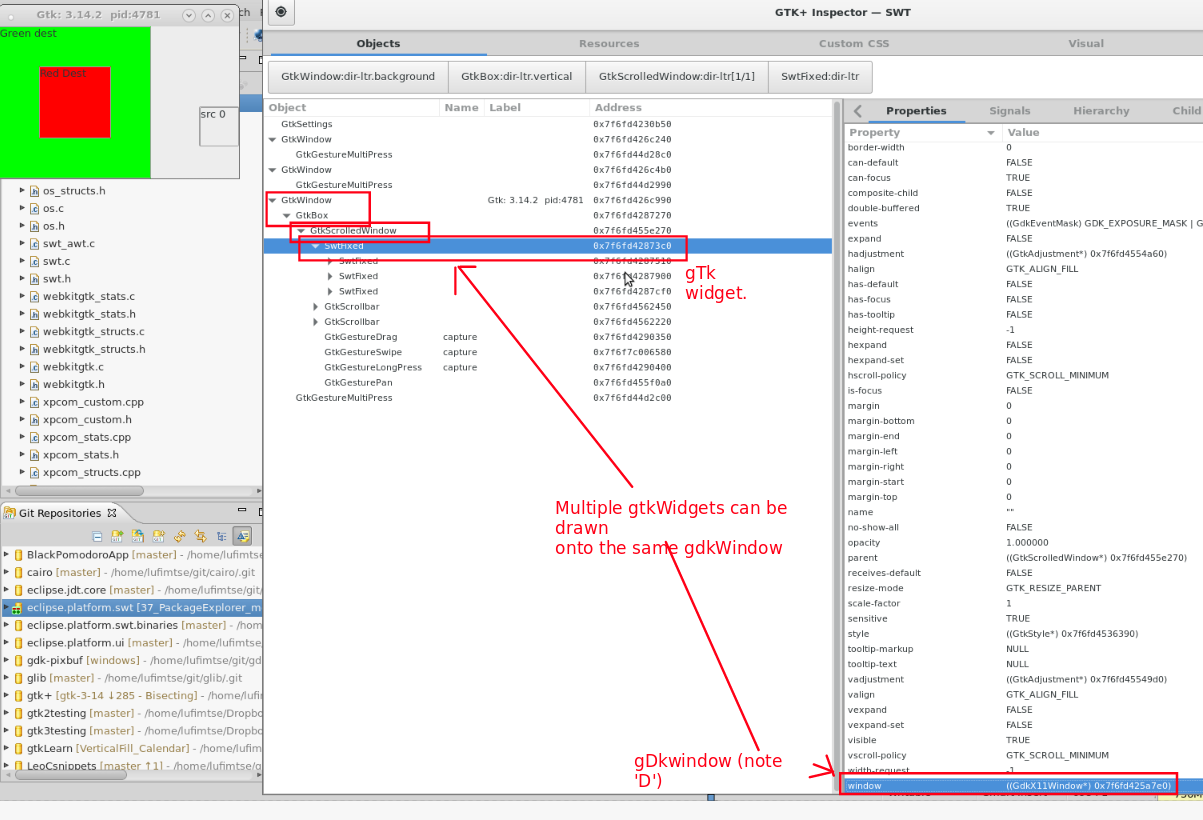 Gtk: 3.14.2 pid:4781
Green dest
Red Dest
src 0
os_structs.h
os.c
os.h
swt_awt.c
swt.c
swt.h
webkitgtk_stats.c
webkitgtk_stats.h
webkitgtk_structs.c
webkitgtk_structs.h
webkitgtk.c
webkitgtk.h
xpcom_custom.cpp
xpcom_custom.h
xpcom_stats.cpp
xpcom_stats.h
xpcom_structs.cpp
Git Repositories
BlackPomodoroApp [master] - /home/lufimtse
cairo [master] - /home/lufimtse/git/cairo/.git
eclipse.jdt.core [master] - /home/lufimtse/git/
eclipse.platform.swt [37_PackageExplorer_m
eclipse.platform.swt.binaries [master] - /hom
eclipse.platform.ui [master] - /home/lufimtse
gdk-pixbuf [windows] - /home/lufimtse/git/gd
glib [master] - /home/lufimtse/git/glib/.git
gtk+ [gtk-3-14 ↓285 - Bisecting] - /home/lufi
gtk2testing [master] - /home/lufimtse/Dropbo
gtk3testing [master] - /home/lufimtse/Dropbo
gtkLearn [VerticalFill_Calendar] - /home/lufim
LeoCsnippets [master ↑1] - /home/lufimtse/
GTK+ Inspector — SWT
Objects Resources Custom CSS Visual
GtkWindow:dir-ltr.background GtkBox:dir-ltr.vertical GtkScrolledWindow:dir-ltr[1/1] SwtFixed:dir-ltr
Object Name Label Address
GtkSettings 0x7f6fd4230b50
GtkWindow 0x7f6fd426c240
GtkGestureMultiPress 0x7f6fd44d28c0
GtkWindow 0x7f6fd426c4b0
GtkGestureMultiPress 0x7f6fd44d2990
GtkWindow Gtk: 3.14.2 pid:4781 0x7f6fd426c990
GtkBox 0x7f6fd4287270
GtkScrolledWindow 0x7f6fd455e270
SwtFixed 0x7f6fd42873c0
SwtFixed 0x7f6fd4287510
SwtFixed 0x7f6fd4287900
SwtFixed 0x7f6fd4287cf0
GtkScrollbar 0x7f6fd4562450
GtkScrollbar 0x7f6fd4562220
GtkGestureDrag capture 0x7f6fd4290350
GtkGestureSwipe capture 0x7f6f7c006580
GtkGestureLongPress capture 0x7f6fd4290400
GtkGesturePan 0x7f6fd455f0a0
GtkGestureMultiPress 0x7f6fd44d2c00
gTk
widget.
Multiple gtkWidgets can be
drawn
onto the same gdkWindow
gDkwindow (note
'D')
Properties Signals Hierarchy Child
Property Value
border-width 0
can-default FALSE
can-focus TRUE
composite-child FALSE
double-buffered TRUE
events ((GdkEventMask) GDK_EXPOSURE_MASK | G
expand FALSE
hadjustment ((GtkAdjustment*) 0x7f6fd4554a60)
halign GTK_ALIGN_FILL
has-default FALSE
has-focus FALSE
has-tooltip FALSE
height-request -1
hexpand FALSE
hexpand-set FALSE
hscroll-policy GTK_SCROLL_MINIMUM
is-focus FALSE
margin 0
margin-bottom 0
margin-end 0
margin-left 0
margin-right 0
margin-start 0
margin-top 0
name ""
no-show-all FALSE
opacity 1.000000
parent ((GtkScrolledWindow*) 0x7f6fd455e270)
receives-default FALSE
resize-mode GTK_RESIZE_PARENT
scale-factor 1
sensitive TRUE
style ((GtkStyle*) 0x7f6fd4536390)
tooltip-markup NULL
tooltip-text NULL
vadjustment ((GtkAdjustment*) 0x7f6fd45549d0)
valign GTK_ALIGN_FILL
vexpand FALSE
vexpand-set FALSE
visible TRUE
vscroll-policy GTK_SCROLL_MINIMUM
width-request -1
window ((GdkX11Window*) 0x7f6fd425a7e0)